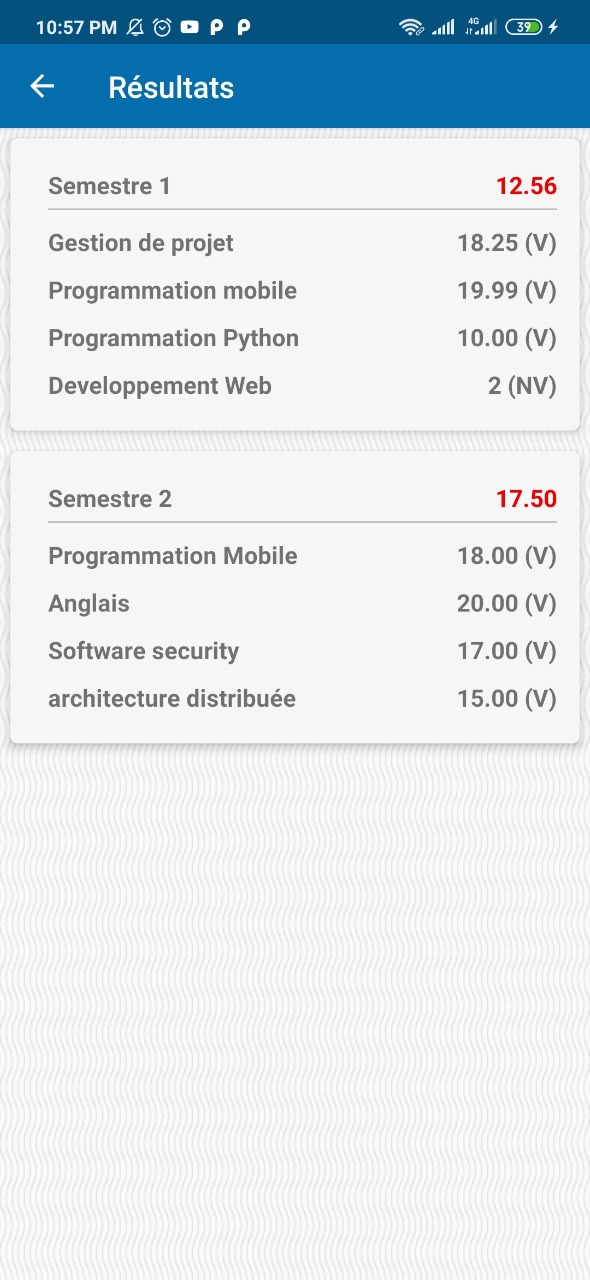 10:57 PM 4G 39
Résultats
Semestre 1 12.56
Gestion de projet 18.25 (V)
Programmation mobile 19.99 (V)
Programmation Python 10.00 (V)
Developpement Web 2 (NV)
Semestre 2 17.50
Programmation Mobile 18.00 (V)
Anglais 20.00 (V)
Software security 17.00 (V)
architecture distribuée 15.00 (V)